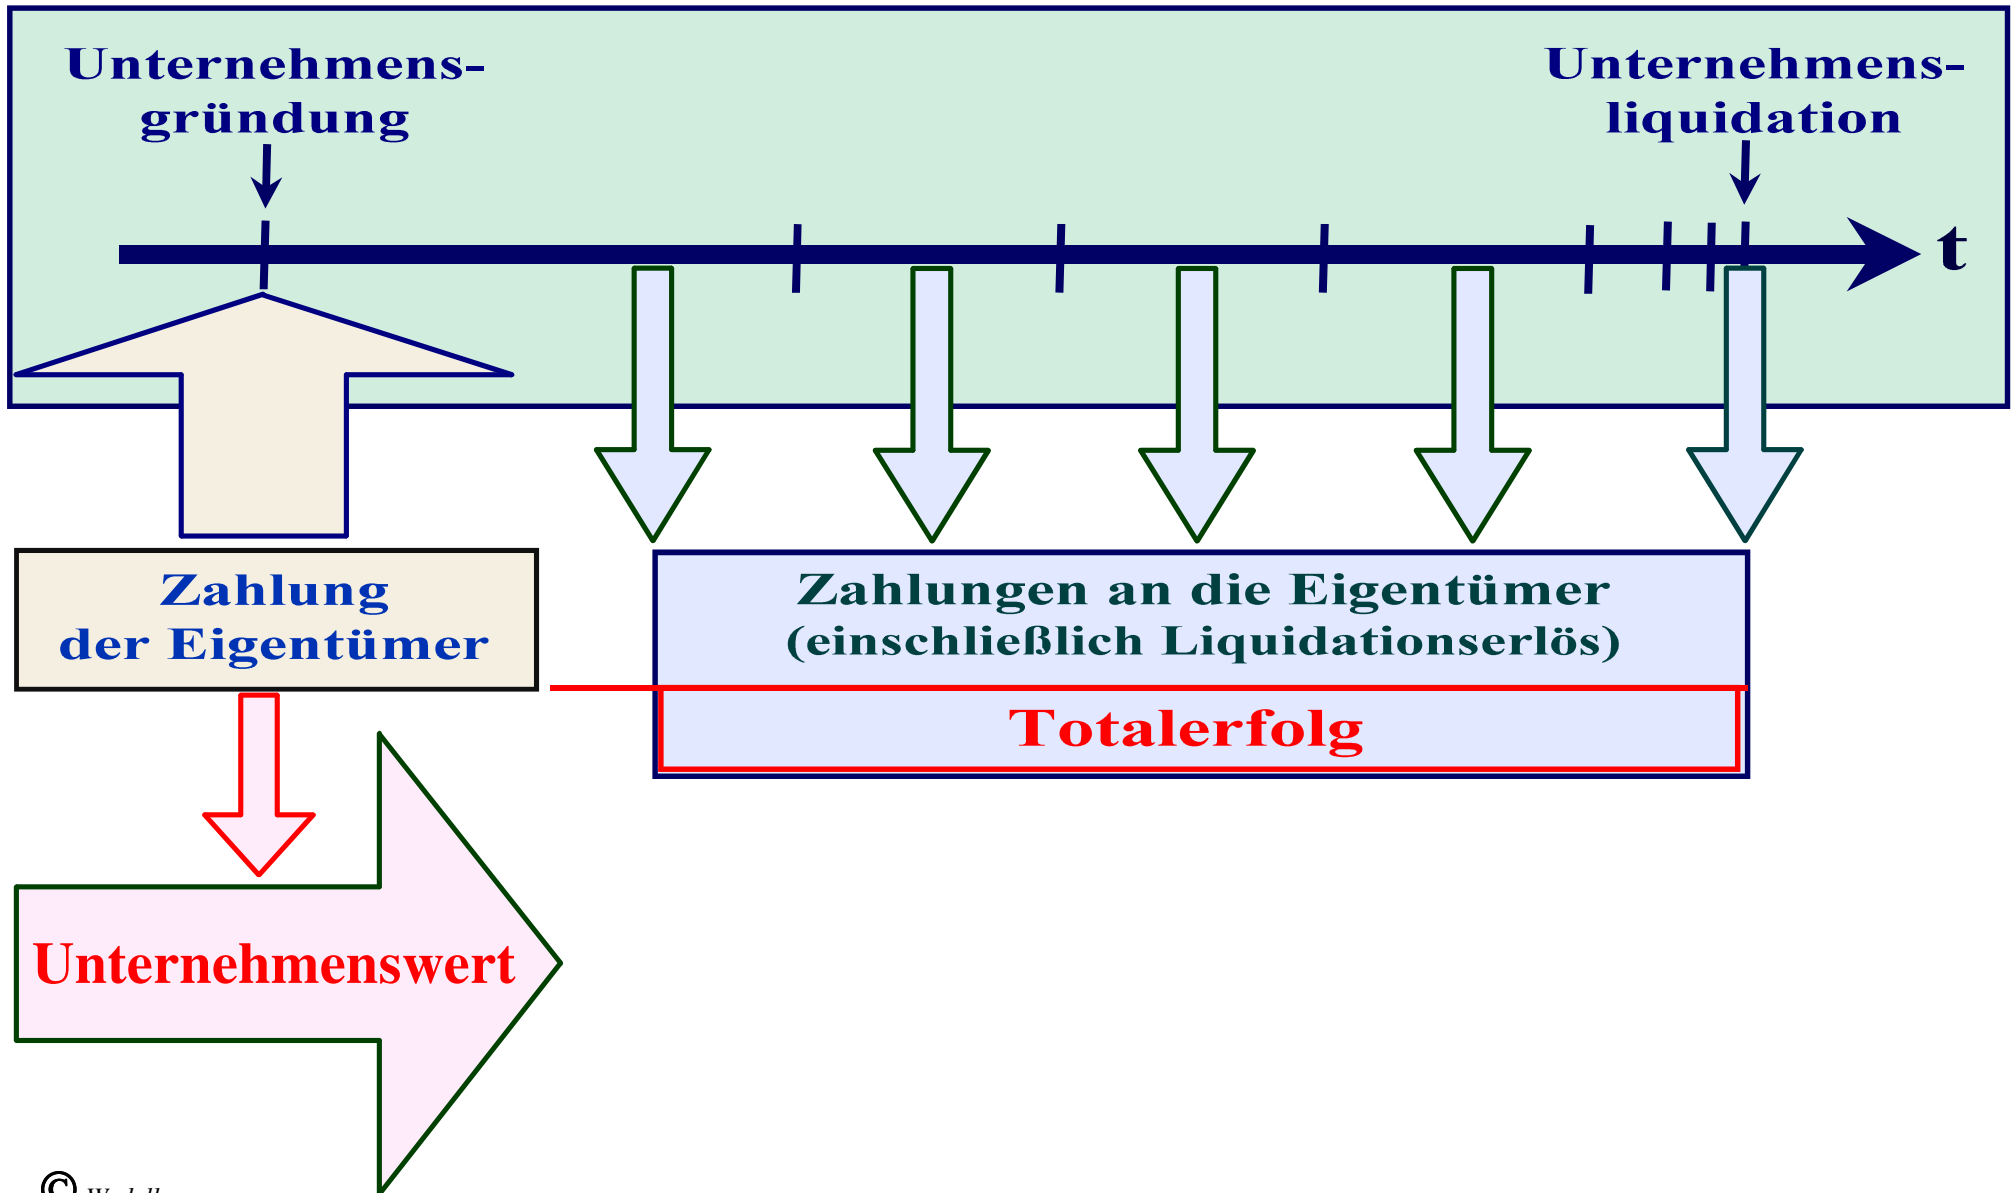 Unternehmens-
gründung
Unternehmens-
liquidation
t
Zahlung
der Eigentümer
Zahlungen an die Eigentümer
(einschließlich Liquidationserlös)
Totalerfolg
Unternehmenswert
©